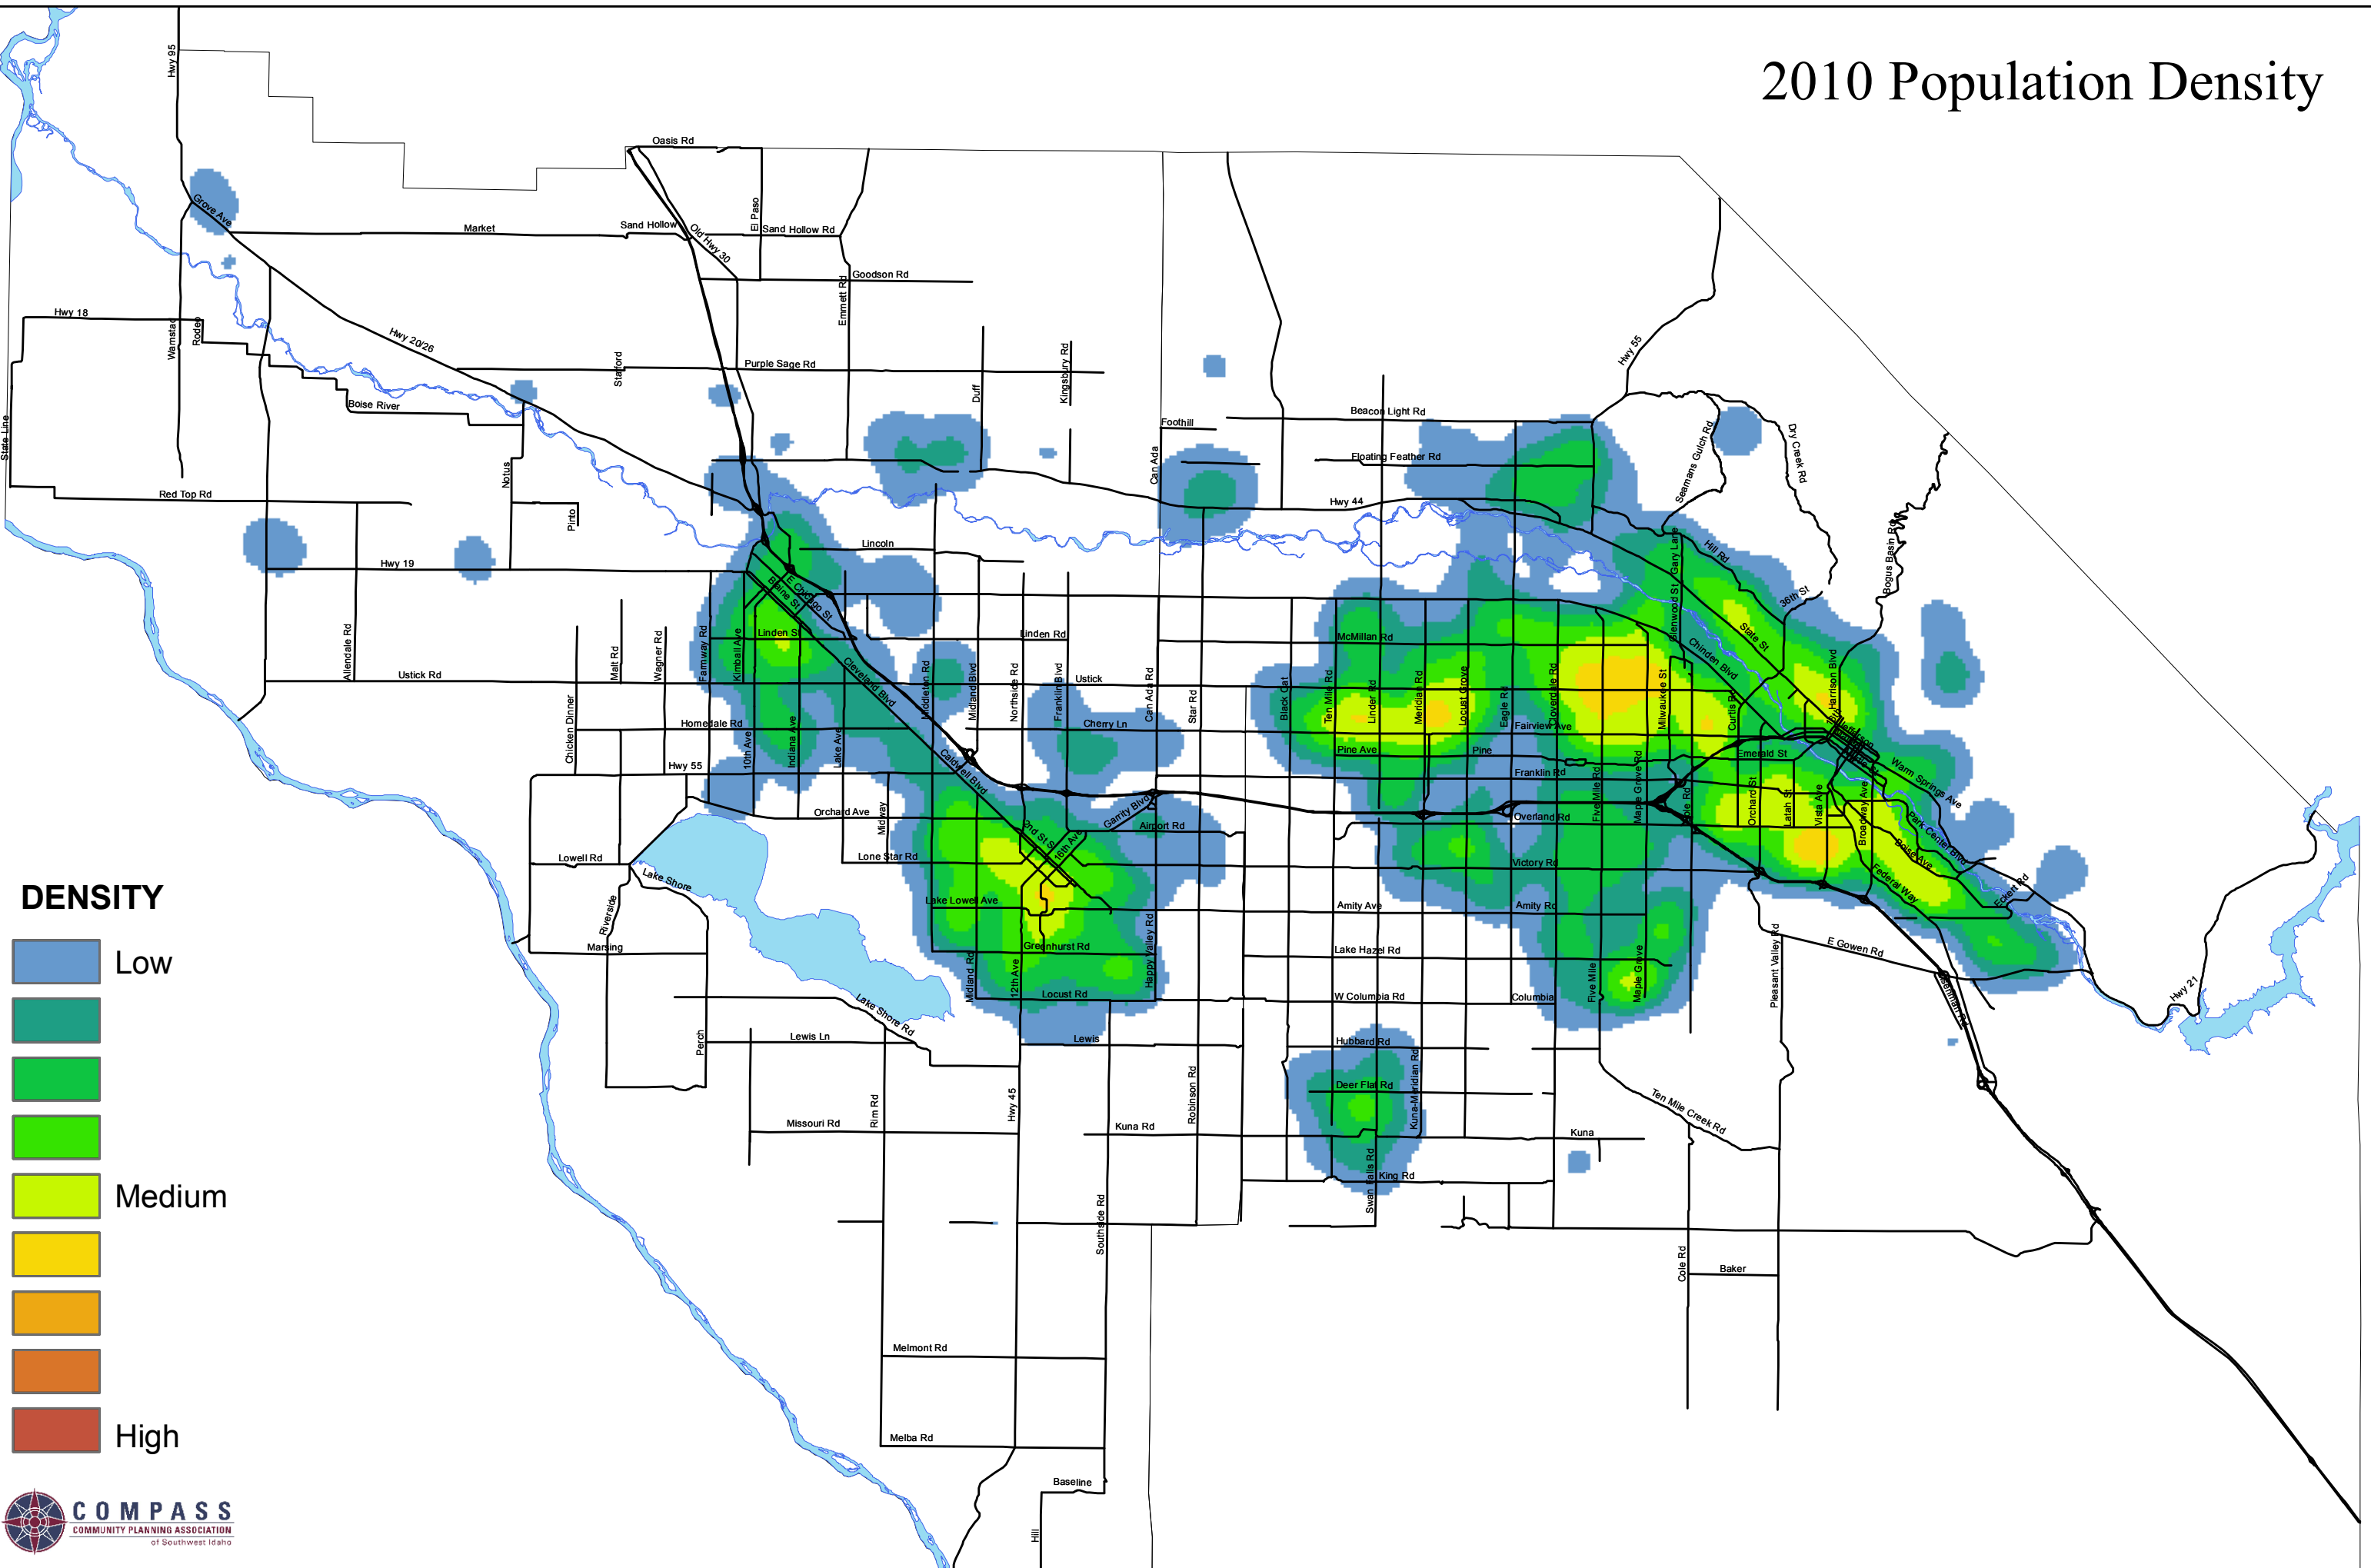 2010 Population Density
Hwy 95
Oasis Rd
Grove Ave
Market
Sand Hollow
Old Hwy 30
El Paso
Sand Hollow Rd
Goodson Rd
Emmett Rd
Hwy 18
Wamstad
Rodeo
Hwy 20/26
Stafford
Purple Sage Rd
Duff
Kingsbury Rd
Hwy 55
State Line
Boise River
Notus
Foothill
Beacon Light Rd
Can Ada
Floating Feather Rd
Seamans Gulch Rd
Dry Creek Rd
Red Top Rd
Pinto
Hwy 44
Bogus Basin Rd
Lincoln
Hill Rd
Gary Lane
Hwy 19
Blaine St
E Chicago St
Glenwood St
36th St
Allendale Rd
Malt Rd
Wagner Rd
Farmway Rd
Kimball Ave
Linden St
Linden Rd
McMillan Rd
Chinden Blvd
State St
Ustick Rd
Cleveland Blvd
Middleton Rd
Midland Blvd
Northside Rd
Franklin Blvd
Ustick
Can Ada Rd
Star Rd
Black Cat
Ten Mile Rd
Linder Rd
Meridian Rd
Locust Grove
Eagle Rd
Cloverdale Rd
Milwaukee St
Curtis Rd
Harrison Blvd
Chicken Dinner
Homedale Rd
10th Ave
Indiana Ave
Lake Ave
Cherry Ln
Fairview Ave
Pine Ave
Pine
Emerald St
Hwy 55
Caldwell Blvd
Franklin Rd
Warm Springs Ave
Orchard Ave
Midway
2nd St S
16th Ave
Garrity Blvd
Airport Rd
Overland Rd
Five Mile Rd
Maple Grove Rd
Cole Rd
Orchard St
Latah St
Vista Ave
Broadway Ave
Park Center Blvd
Lowell Rd
Lone Star Rd
Victory Rd
Boise Ave
Lake Shore
Federal Way
Eckert Rd
DENSITY
Riverside
Lake Lowell Ave
Amity Ave
Amity Rd
Low
Marsing
Greenhurst Rd
Happy Valley Rd
Lake Hazel Rd
Pleasant Valley Rd
E Gowen Rd
Midland Rd
12th Ave
Locust Rd
W Columbia Rd
Columbia
Five Mile
Maple Grove
Eisenman Rd
Hwy 21
Lake Shore Rd
Perch
Lewis Ln
Lewis
Hubbard Rd
Deer Flat Rd
Kuna-Meridian Rd
Rim Rd
Hwy 45
Robinson Rd
Missouri Rd
Kuna Rd
Kuna
Ten Mile Creek Rd
Medium
Swan Falls Rd
King Rd
Southside Rd
Cole Rd
Baker
Melmont Rd
High
Melba Rd
Baseline
Hill
COMPASS
COMMUNITY PLANNING ASSOCIATION
of Southwest Idaho